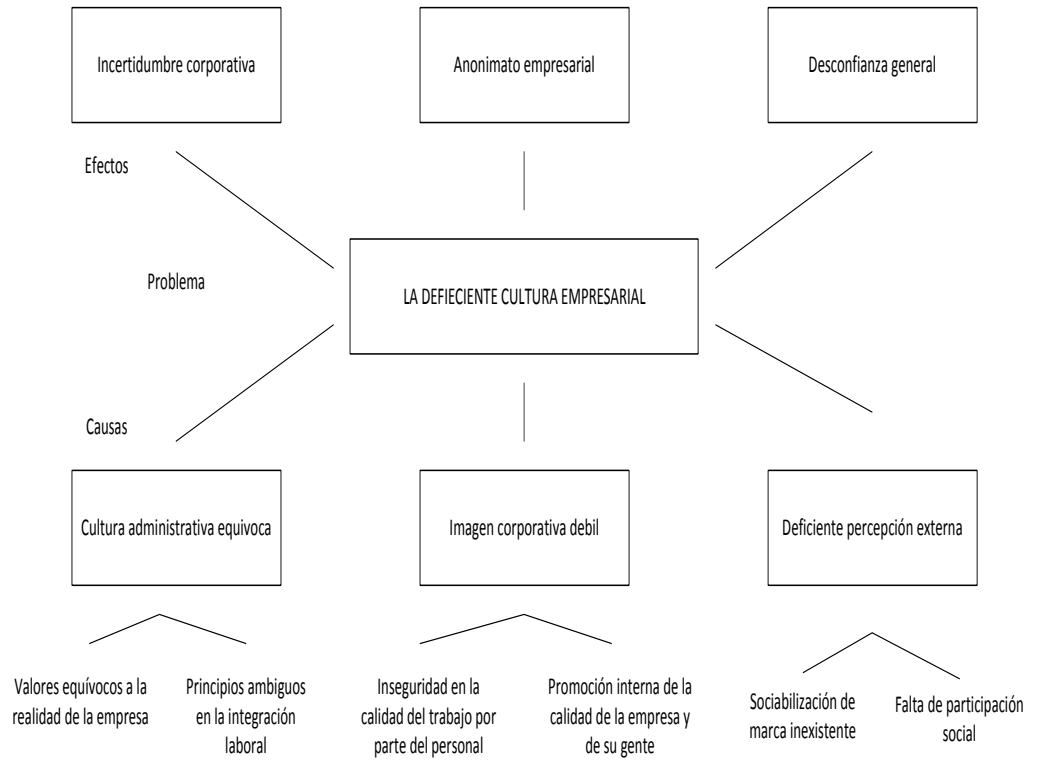 Incertidumbre corporativa
Anonimato empresarial
Desconfianza general
Efectos
Problema
LA DEFIECIENTE CULTURA EMPRESARIAL
Causas
Cultura administrativa equivoca
Imagen corporativa debil
Deficiente percepción externa
Valores equívocos a la
realidad de la empresa
Principios ambiguos
en la integración
laboral
Inseguridad en la
calidad del trabajo por
parte del personal
Promoción interna de la
calidad de la empresa y
de su gente
Sociabilización de
marca inexistente
Falta de participación
social